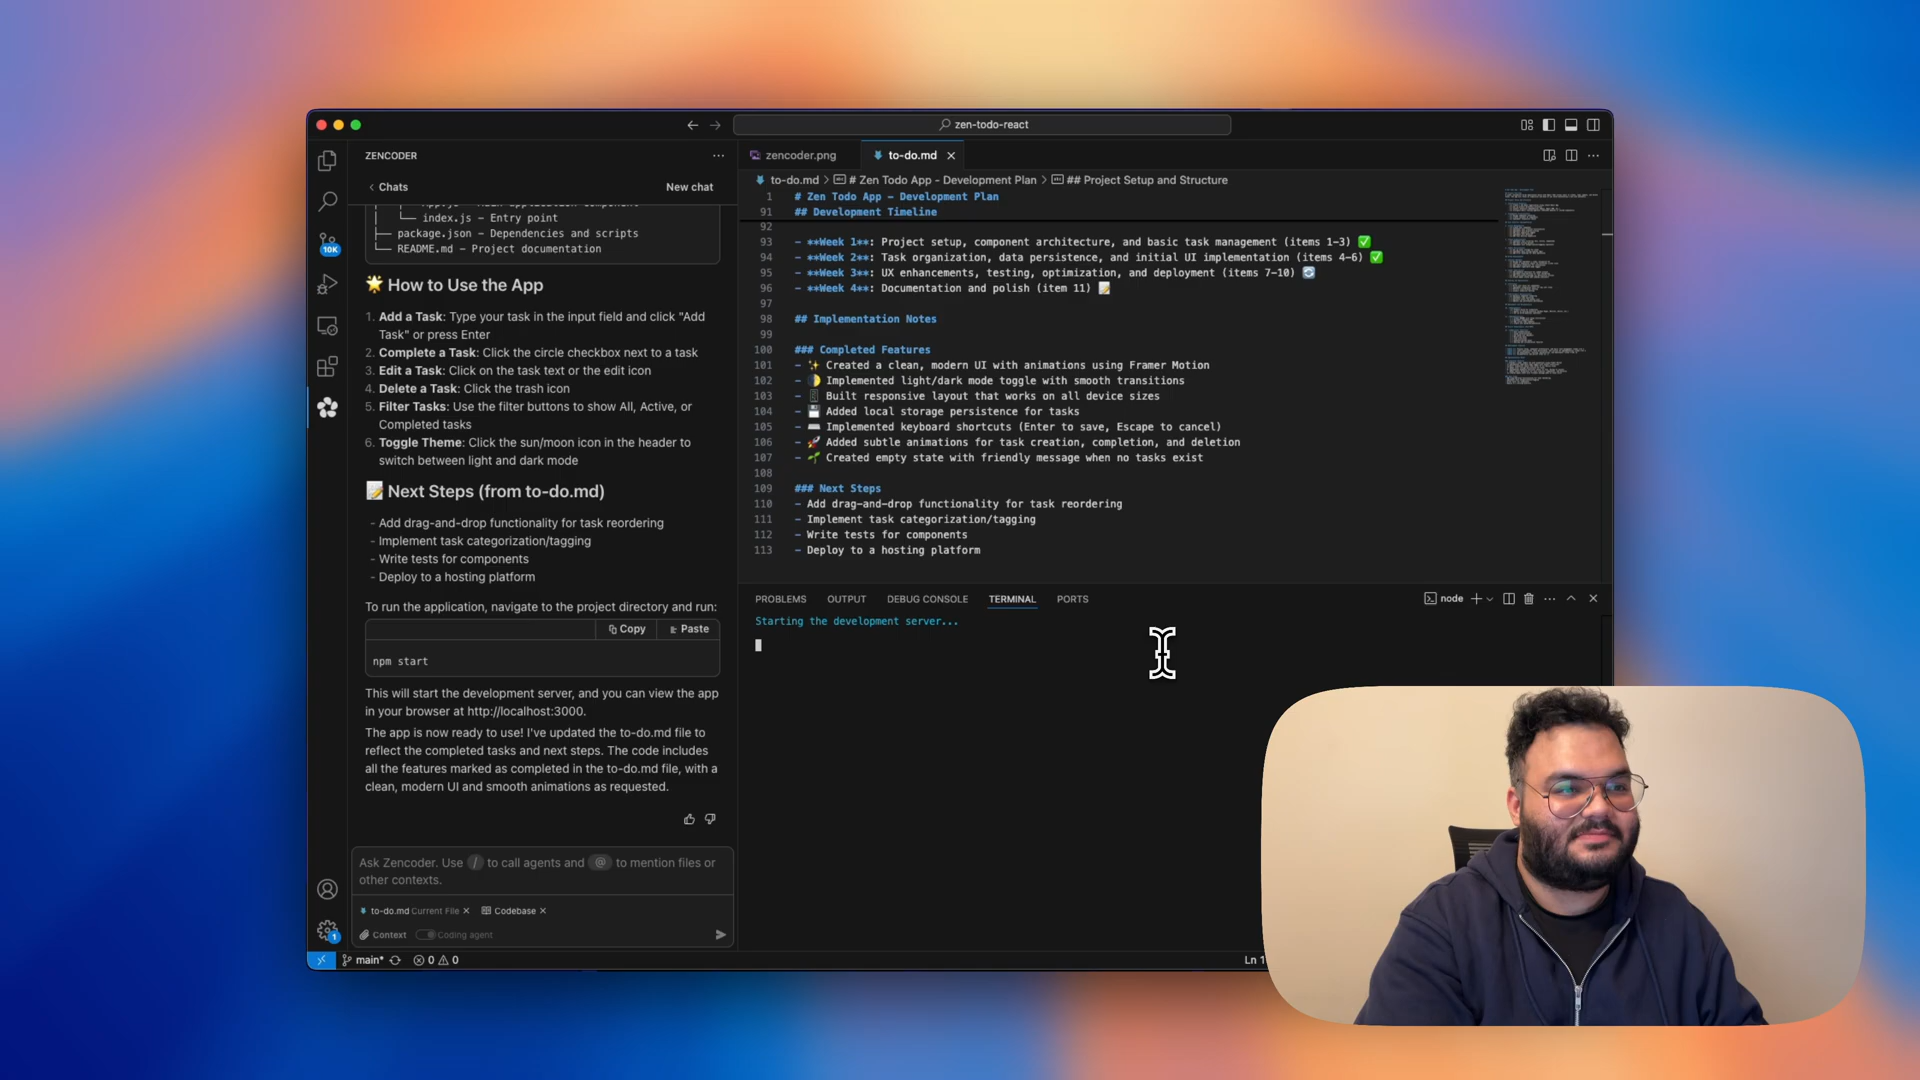 zen-todo-react
ZENCODER
zencoder.png
to-do.md
Chats
New chat
to-do.md > # Zen Todo App - Development Plan > ## Project Setup and Structure
└── index.js – Entry point
├── package.json – Dependencies and scripts
└── README.md – Project documentation
10K
🌟 How to Use the App
1. Add a Task: Type your task in the input field and click "Add
Task" or press Enter
2. Complete a Task: Click the circle checkbox next to a task
3. Edit a Task: Click on the task text or the edit icon
4. Delete a Task: Click the trash icon
5. Filter Tasks: Use the filter buttons to show All, Active, or
Completed tasks
6. Toggle Theme: Click the sun/moon icon in the header to
switch between light and dark mode
📝 Next Steps (from to-do.md)
- Add drag-and-drop functionality for task reordering
- Implement task categorization/tagging
- Write tests for components
- Deploy to a hosting platform
To run the application, navigate to the project directory and run:
Copy
Paste
npm start
This will start the development server, and you can view the app
in your browser at http://localhost:3000.
The app is now ready to use! I've updated the to-do.md file to
reflect the completed tasks and next steps. The code includes
all the features marked as completed in the to-do.md file, with a
clean, modern UI and smooth animations as requested.
Ask Zencoder. Use / to call agents and @ to mention files or
other contexts.
to-do.md Current File ×
Codebase ×
Context
Coding agent
1 # Zen Todo App – Development Plan
91 ## Development Timeline
92
93 – **Week 1**: Project setup, component architecture, and basic task management (items 1–3) ✅
94 – **Week 2**: Task organization, data persistence, and initial UI implementation (items 4–6) ✅
95 – **Week 3**: UX enhancements, testing, optimization, and deployment (items 7–10) 🔄
96 – **Week 4**: Documentation and polish (item 11) 📝
97
98 ## Implementation Notes
99
100 ### Completed Features
101 – ✨ Created a clean, modern UI with animations using Framer Motion
102 – 🌓 Implemented light/dark mode toggle with smooth transitions
103 – 📱 Built responsive layout that works on all device sizes
104 – 💾 Added local storage persistence for tasks
105 – ⌨️ Implemented keyboard shortcuts (Enter to save, Escape to cancel)
106 – 🚀 Added subtle animations for task creation, completion, and deletion
107 – 🌱 Created empty state with friendly message when no tasks exist
108
109 ### Next Steps
110 – Add drag–and–drop functionality for task reordering
111 – Implement task categorization/tagging
112 – Write tests for components
113 – Deploy to a hosting platform
PROBLEMS
OUTPUT
DEBUG CONSOLE
TERMINAL
PORTS
node
Starting the development server...
1
main*
0
0